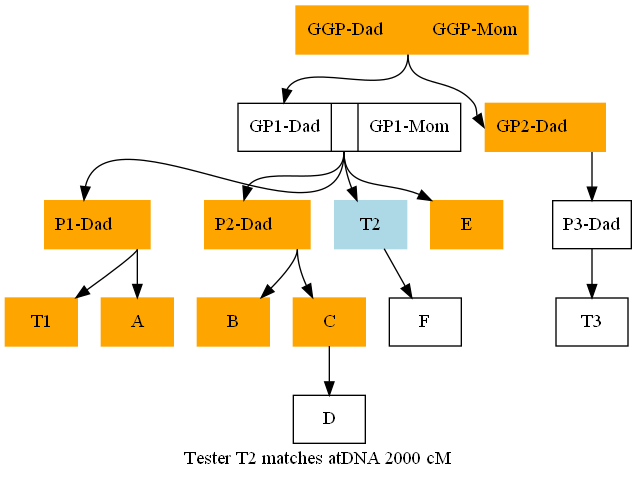 GGP-Dad GGP-Mom
GP1-Dad GP1-Mom GP2-Dad
P1-Dad P2-Dad T2 E P3-Dad
T1 A B C F T3
D
Tester T2 matches atDNA 2000 cM